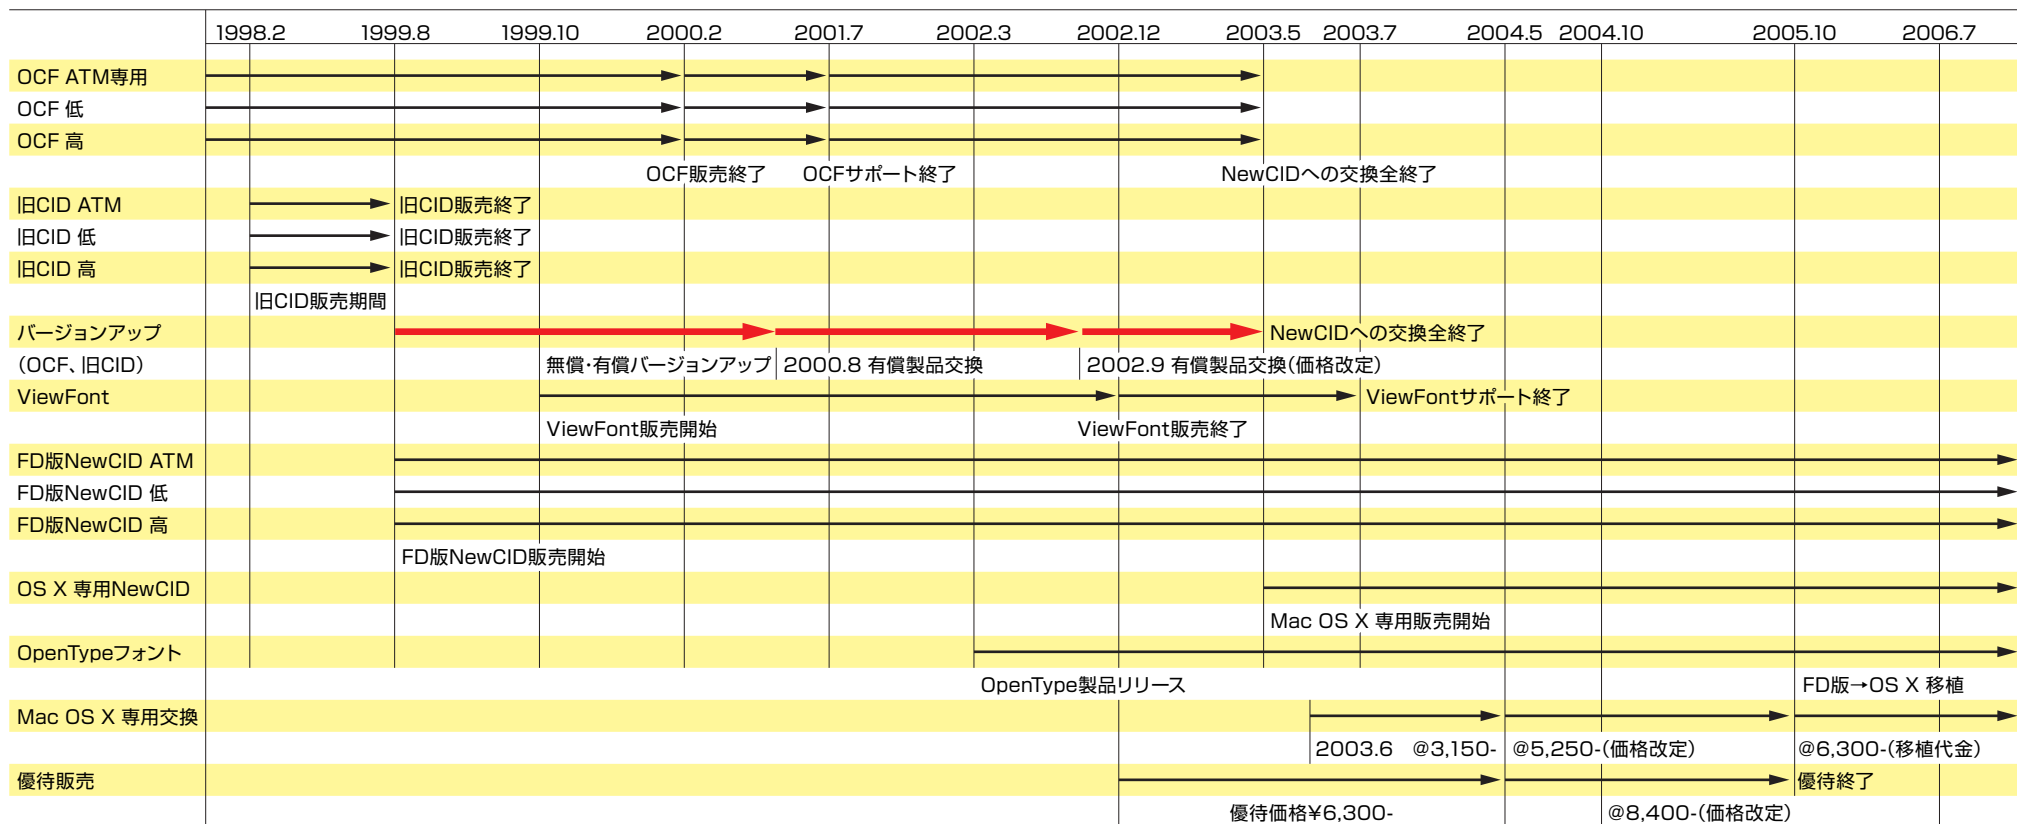 1998.2 1999.8 1999.10 2000.2 2001.7 2002.3 2002.12 2003.5 2003.7 2004.5 2004.10 2005.10 2006.7
OCF ATM専用
OCF 低
OCF 高
OCF販売終了 OCFサポート終了 NewCIDへの交換全終了
旧CID ATM 旧CID販売終了
旧CID 低 旧CID販売終了
旧CID 高 旧CID販売終了
旧CID販売期間
バージョンアップ NewCIDへの交換全終了
(OCF、旧CID) 無償・有償バージョンアップ 2000.8 有償製品交換 2002.9 有償製品交換(価格改定)
ViewFont ViewFontサポート終了
ViewFont販売開始 ViewFont販売終了
FD版NewCID ATM
FD版NewCID 低
FD版NewCID 高
FD版NewCID販売開始
OS X 専用NewCID
Mac OS X 専用販売開始
OpenTypeフォント
OpenType製品リリース FD版→OS X 移植
Mac OS X 専用交換
2003.6 @3,150- @5,250-(価格改定) @6,300-(移植代金)
優待販売 優待終了
優待価格¥6,300- @8,400-(価格改定)